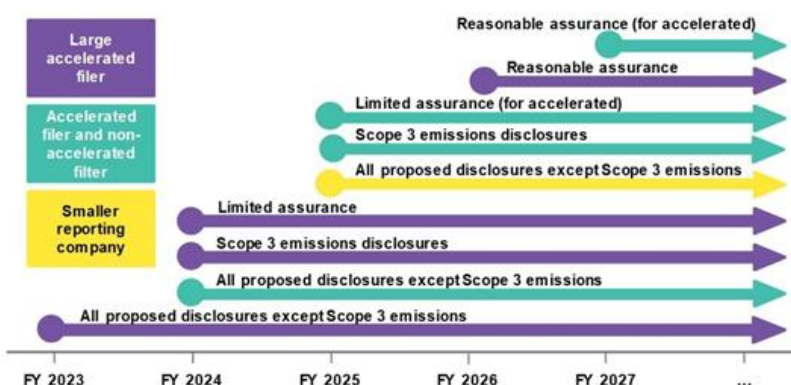 Reasonable assurance (for accelerated)
Large
accelerated
filer
Reasonable assurance
Limited assurance (for accelerated)
Accelerated
filer and non-
accelerated
filter
Scope 3 emissions disclosures
All proposed disclosures except Scope 3 emissions
Smaller
reporting
company
Limited assurance
Scope 3 emissions disclosures
All proposed disclosures except Scope 3 emissions
All proposed disclosures except Scope 3 emissions
FY 2023 FY 2024 FY 2025 FY 2026 FY 2027 ...